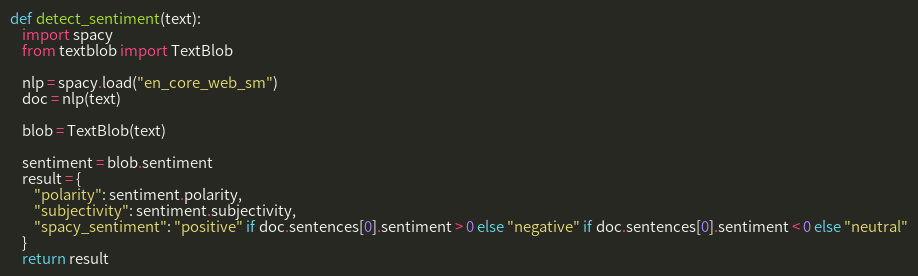 def detect_sentiment(text):
    import spacy
    from textblob import TextBlob

    nlp = spacy.load("en_core_web_sm")
    doc = nlp(text)

    blob = TextBlob(text)

    sentiment = blob.sentiment
    result = {
        "polarity": sentiment.polarity,
        "subjectivity": sentiment.subjectivity,
        "spacy_sentiment": "positive" if doc.sentences[0].sentiment > 0 else "negative" if doc.sentences[0].sentiment < 0 else "neutral"
    }
    return result